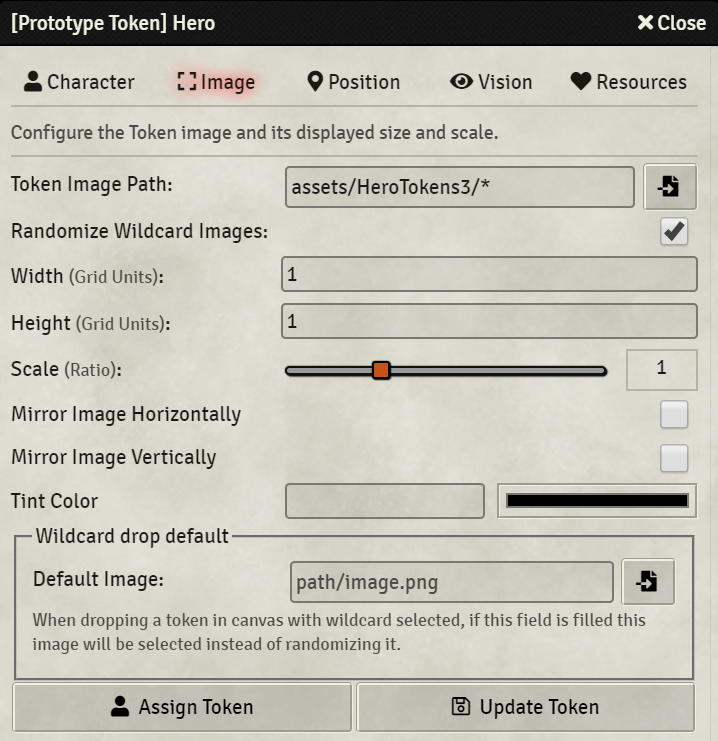 [Prototype Token] Hero Close
Character Image Position Vision Resources
Configure the Token image and its displayed size and scale.
Token Image Path: assets/HeroTokens3/*
Randomize Wildcard Images:
Width (Grid Units): 1
Height (Grid Units): 1
Scale (Ratio): 1
Mirror Image Horizontally
Mirror Image Vertically
Tint Color
Wildcard drop default
Default Image: path/image.png
When dropping a token in canvas with wildcard selected, if this field is filled this
image will be selected instead of randomizing it.
Assign Token Update Token